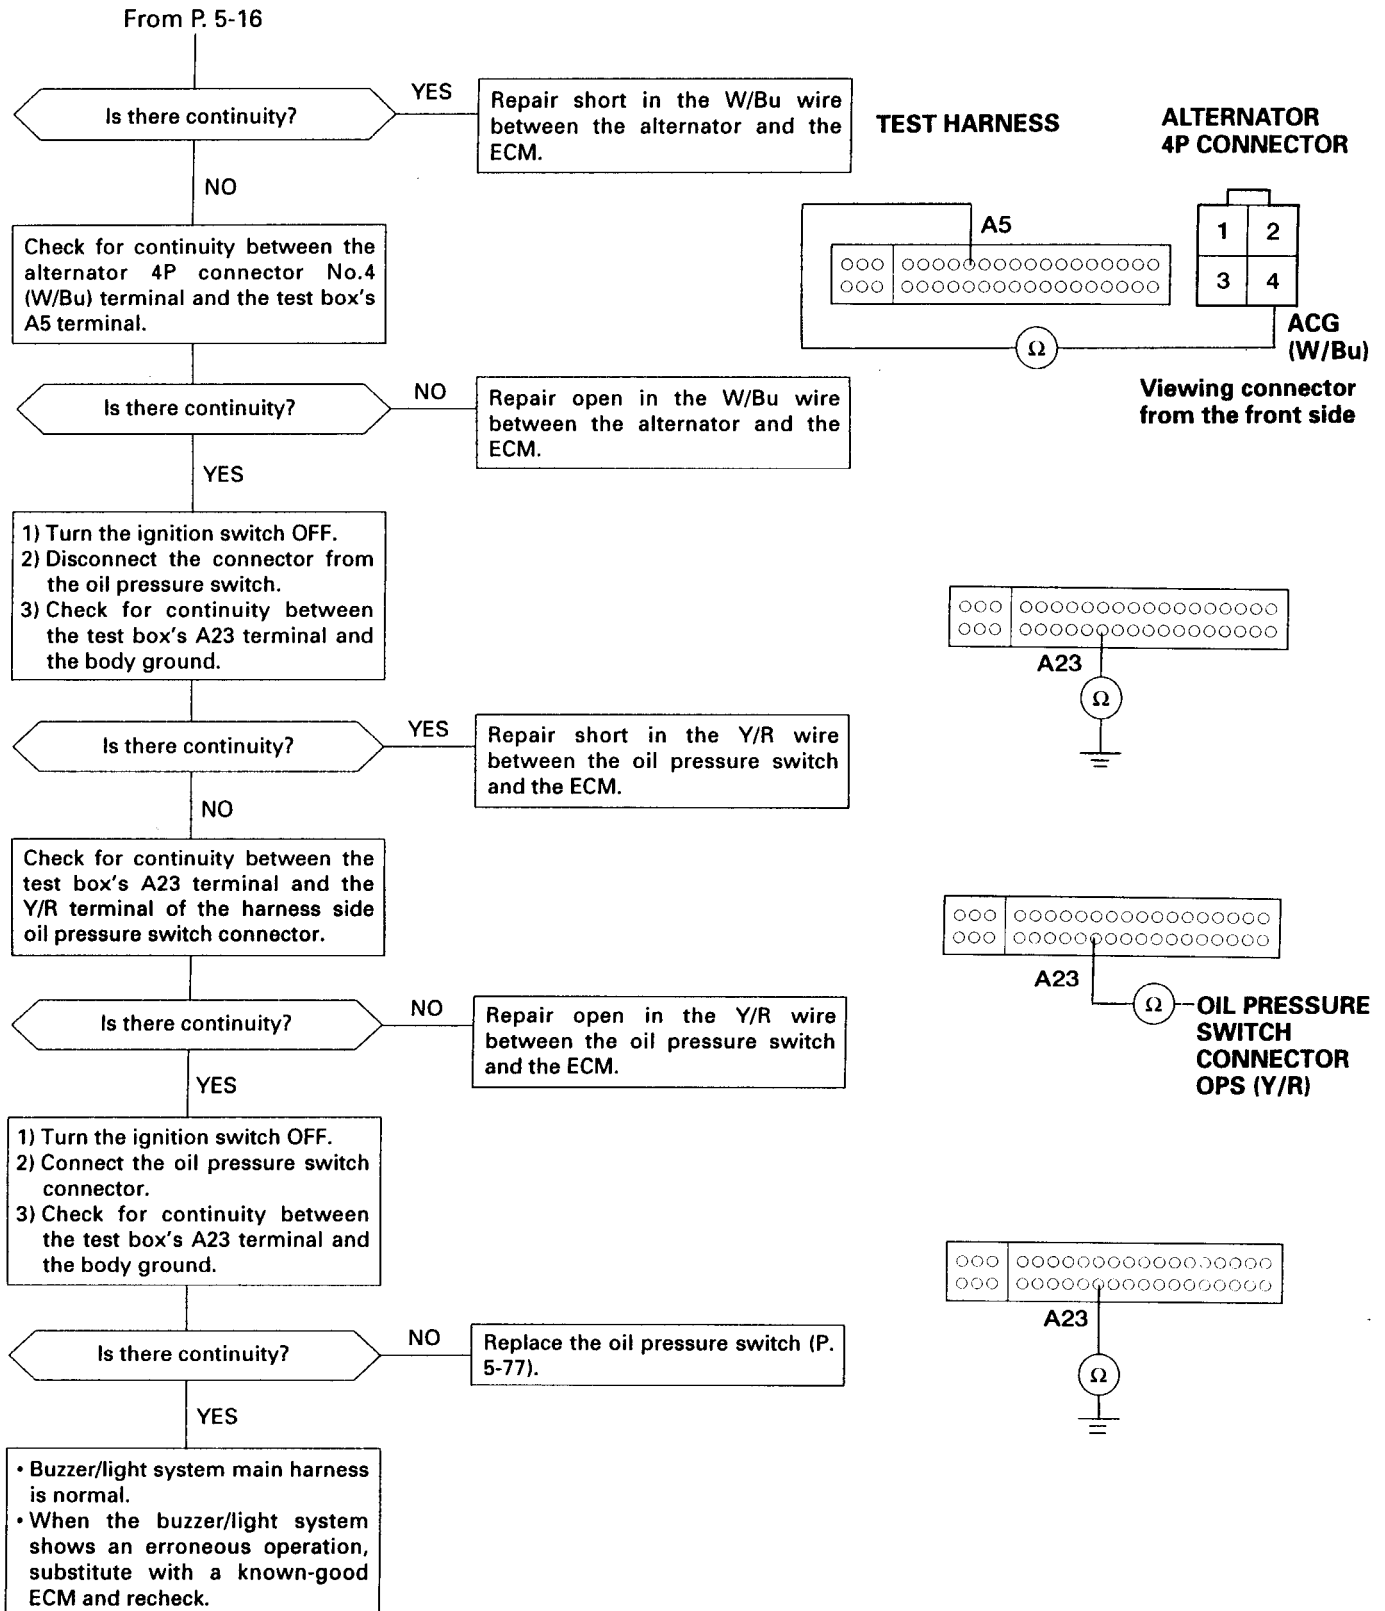 From P. 5-16
Is there continuity?
YES
Repair short in the W/Bu wire
between the alternator and the
ECM.
TEST HARNESS
ALTERNATOR
4P CONNECTOR
NO
A5
1 2
3 4
Ω
ACG
(W/Bu)
Viewing connector
from the front side
Check for continuity between the
alternator 4P connector No.4
(W/Bu) terminal and the test box's
A5 terminal.
Is there continuity?
NO
Repair open in the W/Bu wire
between the alternator and the
ECM.
YES
1) Turn the ignition switch OFF.
2) Disconnect the connector from
the oil pressure switch.
3) Check for continuity between
the test box's A23 terminal and
the body ground.
A23
Ω
Is there continuity?
YES
Repair short in the Y/R wire
between the oil pressure switch
and the ECM.
NO
Check for continuity between the
test box's A23 terminal and the
Y/R terminal of the harness side
oil pressure switch connector.
A23
Ω
OIL PRESSURE
SWITCH
CONNECTOR
OPS (Y/R)
Is there continuity?
NO
Repair open in the Y/R wire
between the oil pressure switch
and the ECM.
YES
1) Turn the ignition switch OFF.
2) Connect the oil pressure switch
connector.
3) Check for continuity between
the test box's A23 terminal and
the body ground.
A23
Ω
Is there continuity?
NO
Replace the oil pressure switch (P.
5-77).
YES
• Buzzer/light system main harness
is normal.
• When the buzzer/light system
shows an erroneous operation,
substitute with a known-good
ECM and recheck.